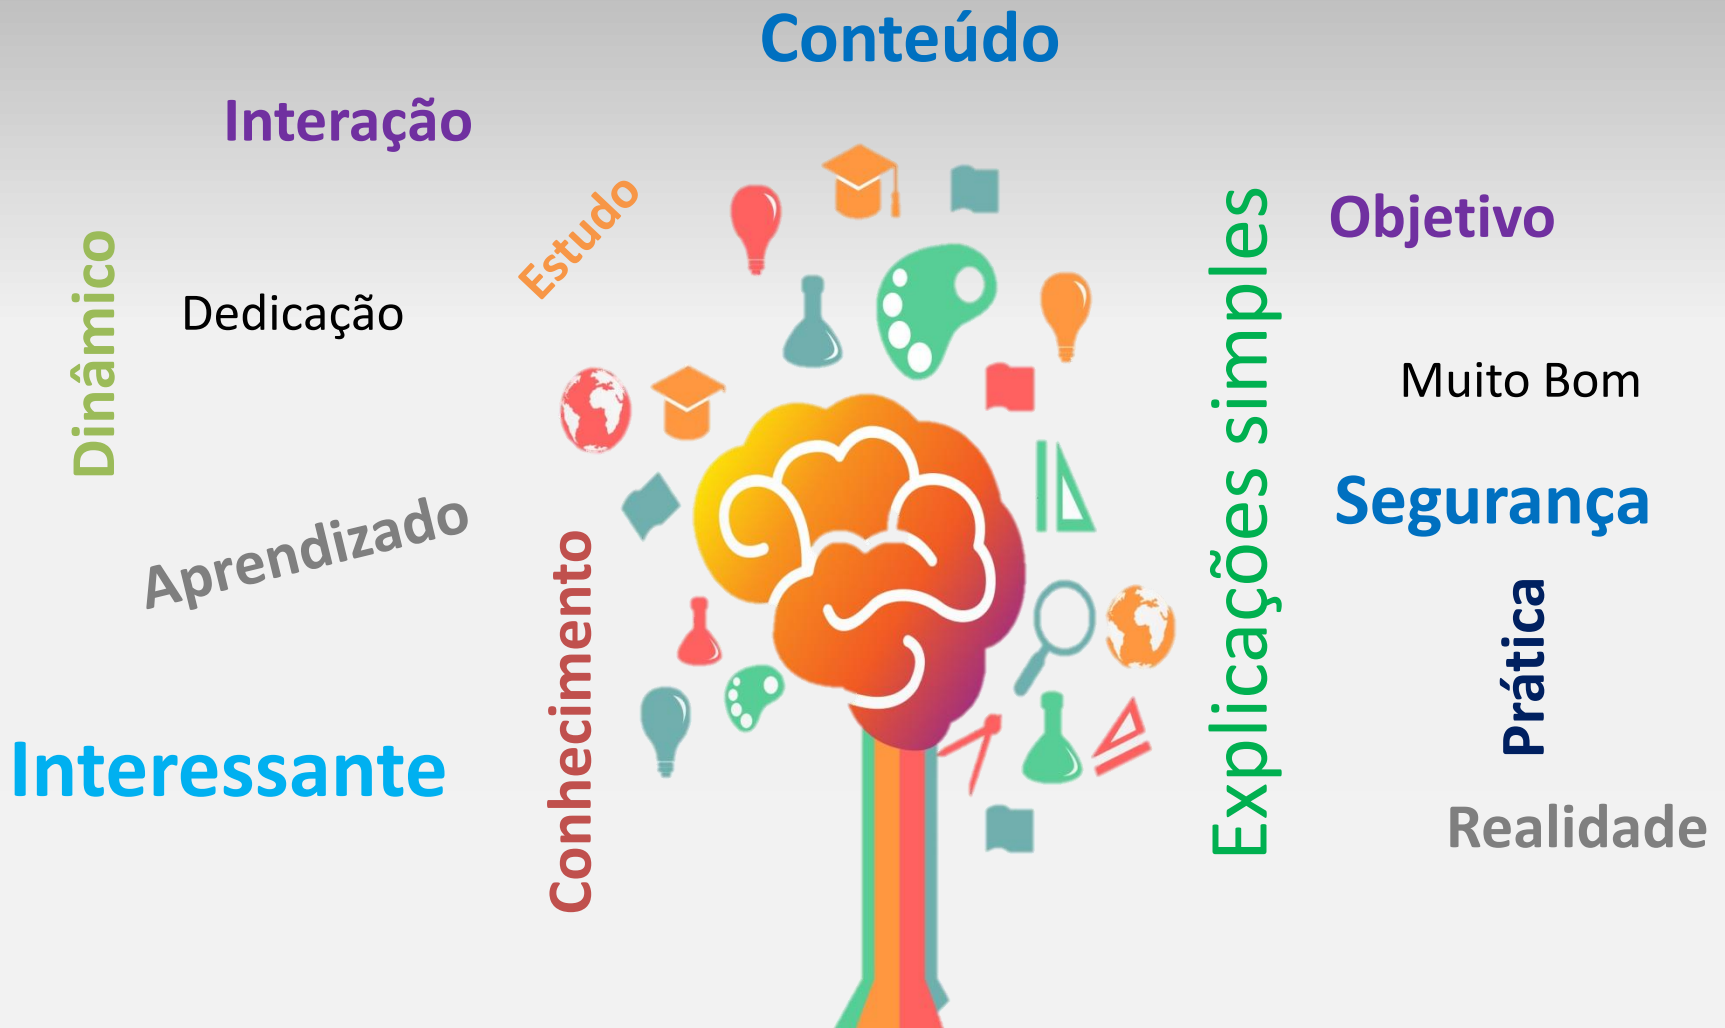 Conteúdo
Interação
Estudo
Objetivo
Dinâmico
Dedicação
Explicações simples
Muito Bom
Aprendizado
Segurança
Conhecimento
Prática
Interessante
Realidade